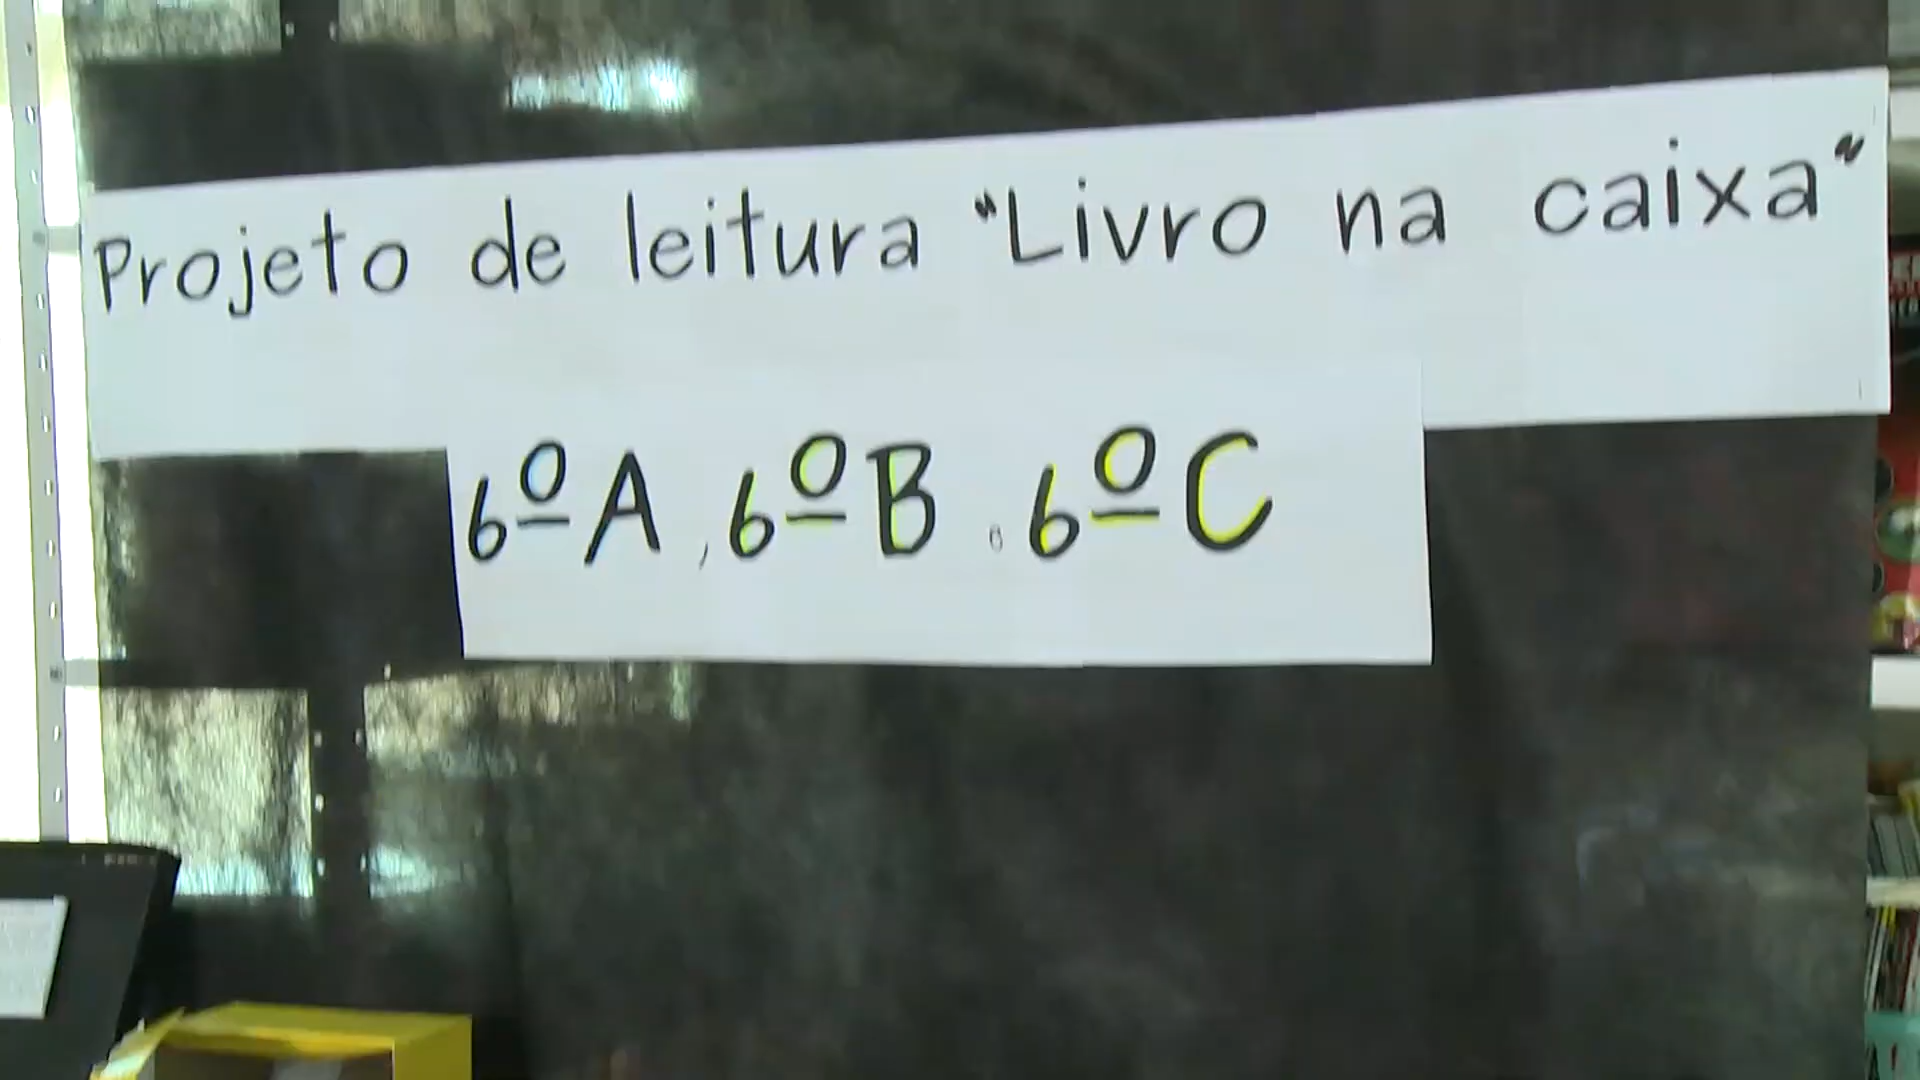 Projeto de leitura "Livro na caixa"
6º A, 6º B. 6º C